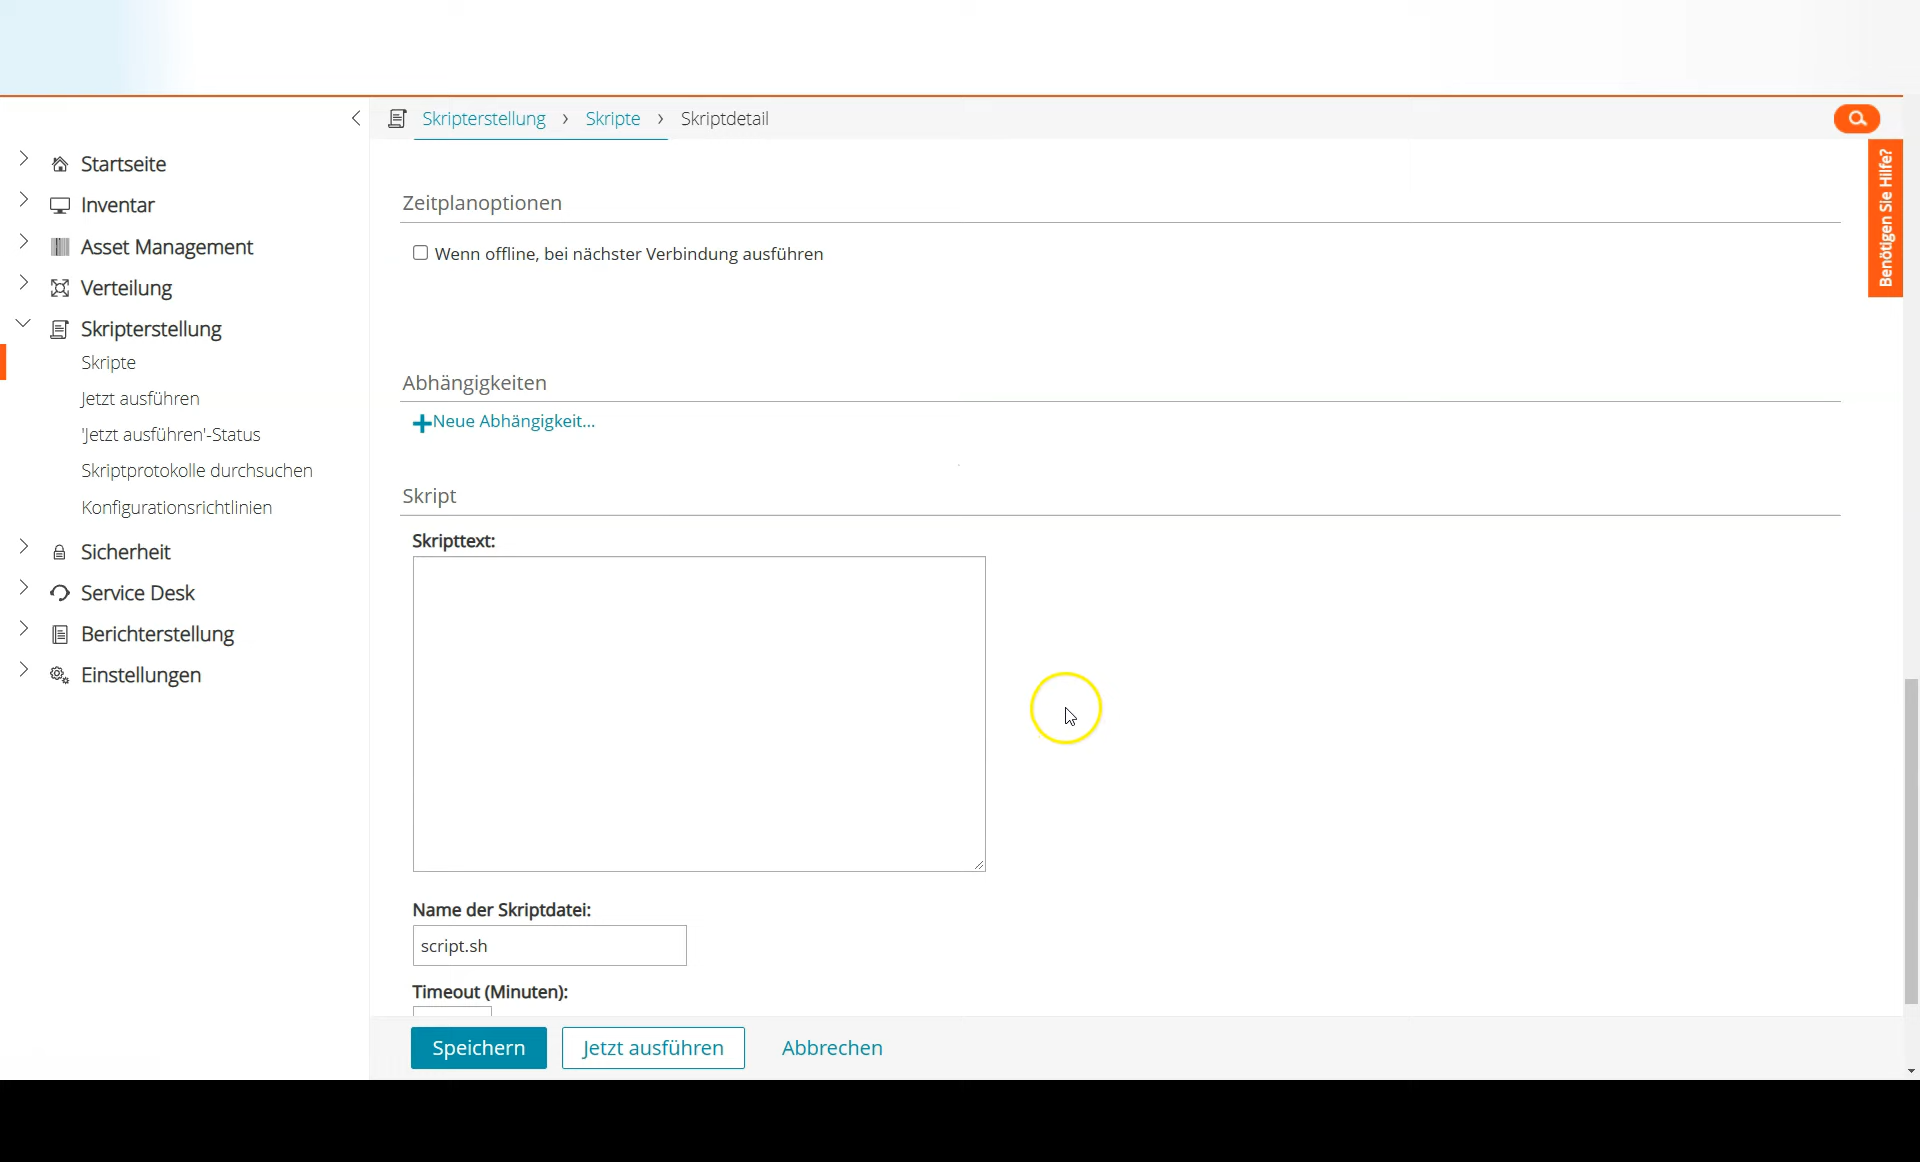 Skripterstellung › Skripte › Skriptdetail
Benötigen Sie Hilfe?
Startseite
Inventar
Asset Management
Verteilung
Skripterstellung
Skripte
Jetzt ausführen
'Jetzt ausführen'-Status
Skriptprotokolle durchsuchen
Konfigurationsrichtlinien
Sicherheit
Service Desk
Berichterstellung
Einstellungen
Zeitplanoptionen
Wenn offline, bei nächster Verbindung ausführen
Abhängigkeiten
Neue Abhängigkeit...
Skript
Skripttext:
Name der Skriptdatei:
script.sh
Timeout (Minuten):
Speichern
Jetzt ausführen
Abbrechen